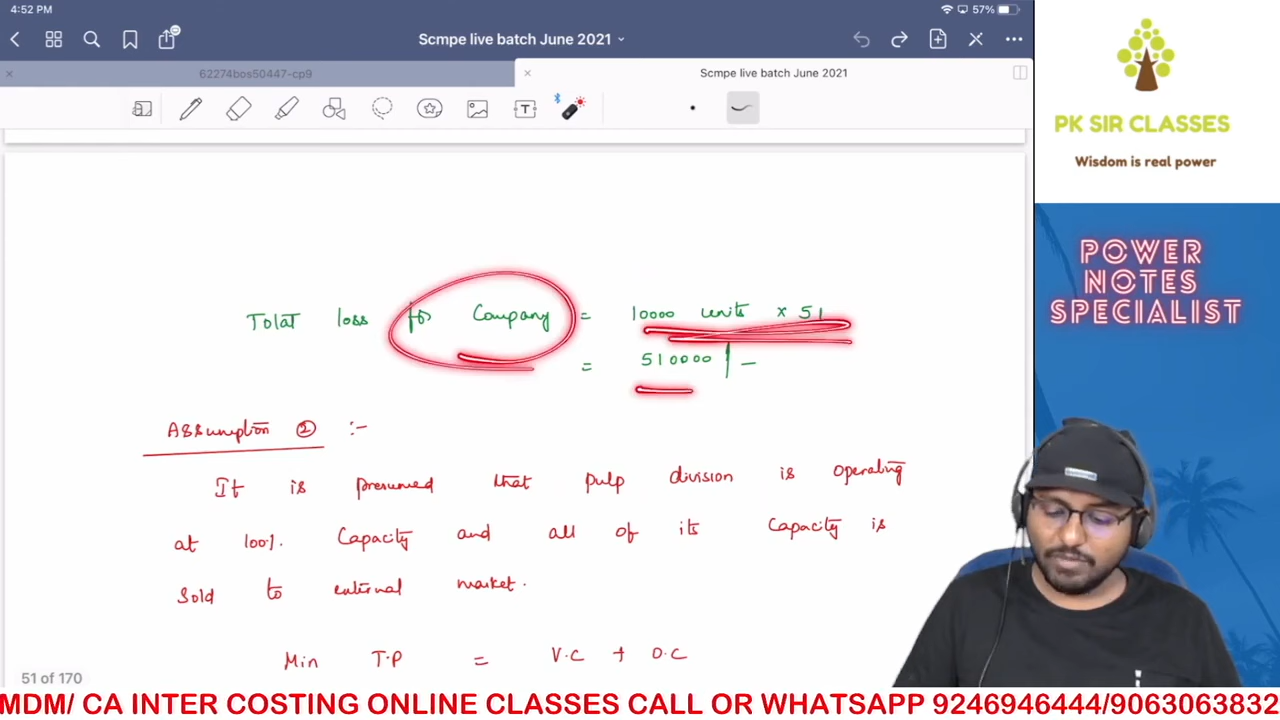 4:52 PM
57%
Scmpe live batch June 2021
62274bos50447-cp9
Scmpe live batch June 2021
T
PK SIR CLASSES
Wisdom is real power
POWER
NOTES
SPECIALIST
Total loss for Company = 10000 units x 51
= 510000/-
Assumption ② :-
It is presumed that pulp division is operating
at 100%. Capacity and all of its Capacity is
Sold to external market.
Min T.P = V.C + O.C
51 of 170
MDM/ CA INTER COSTING ONLINE CLASSES CALL OR WHATSAPP 9246946444/9063063832